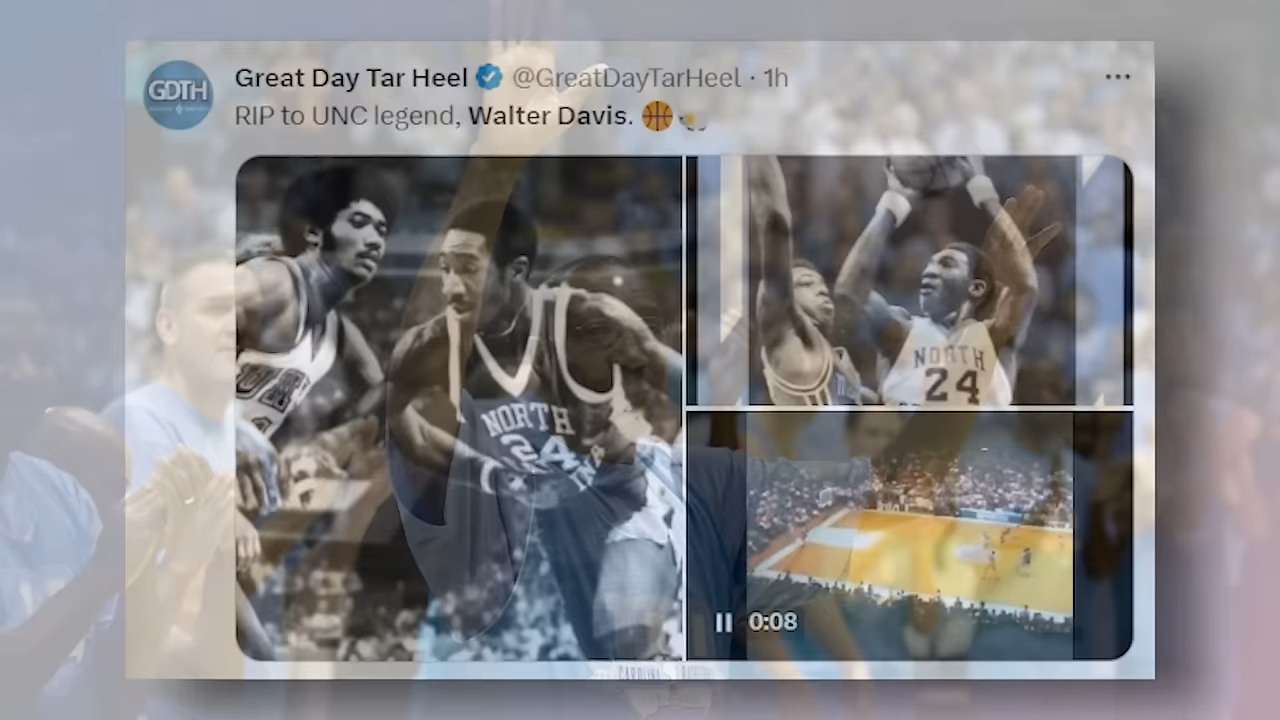 GDTH
Great Day Tar Heel @GreatDayTarHeel · 1h
RIP to UNC legend, Walter Davis.
NORTH
24
NORTH
24
0:08
CAROLINA